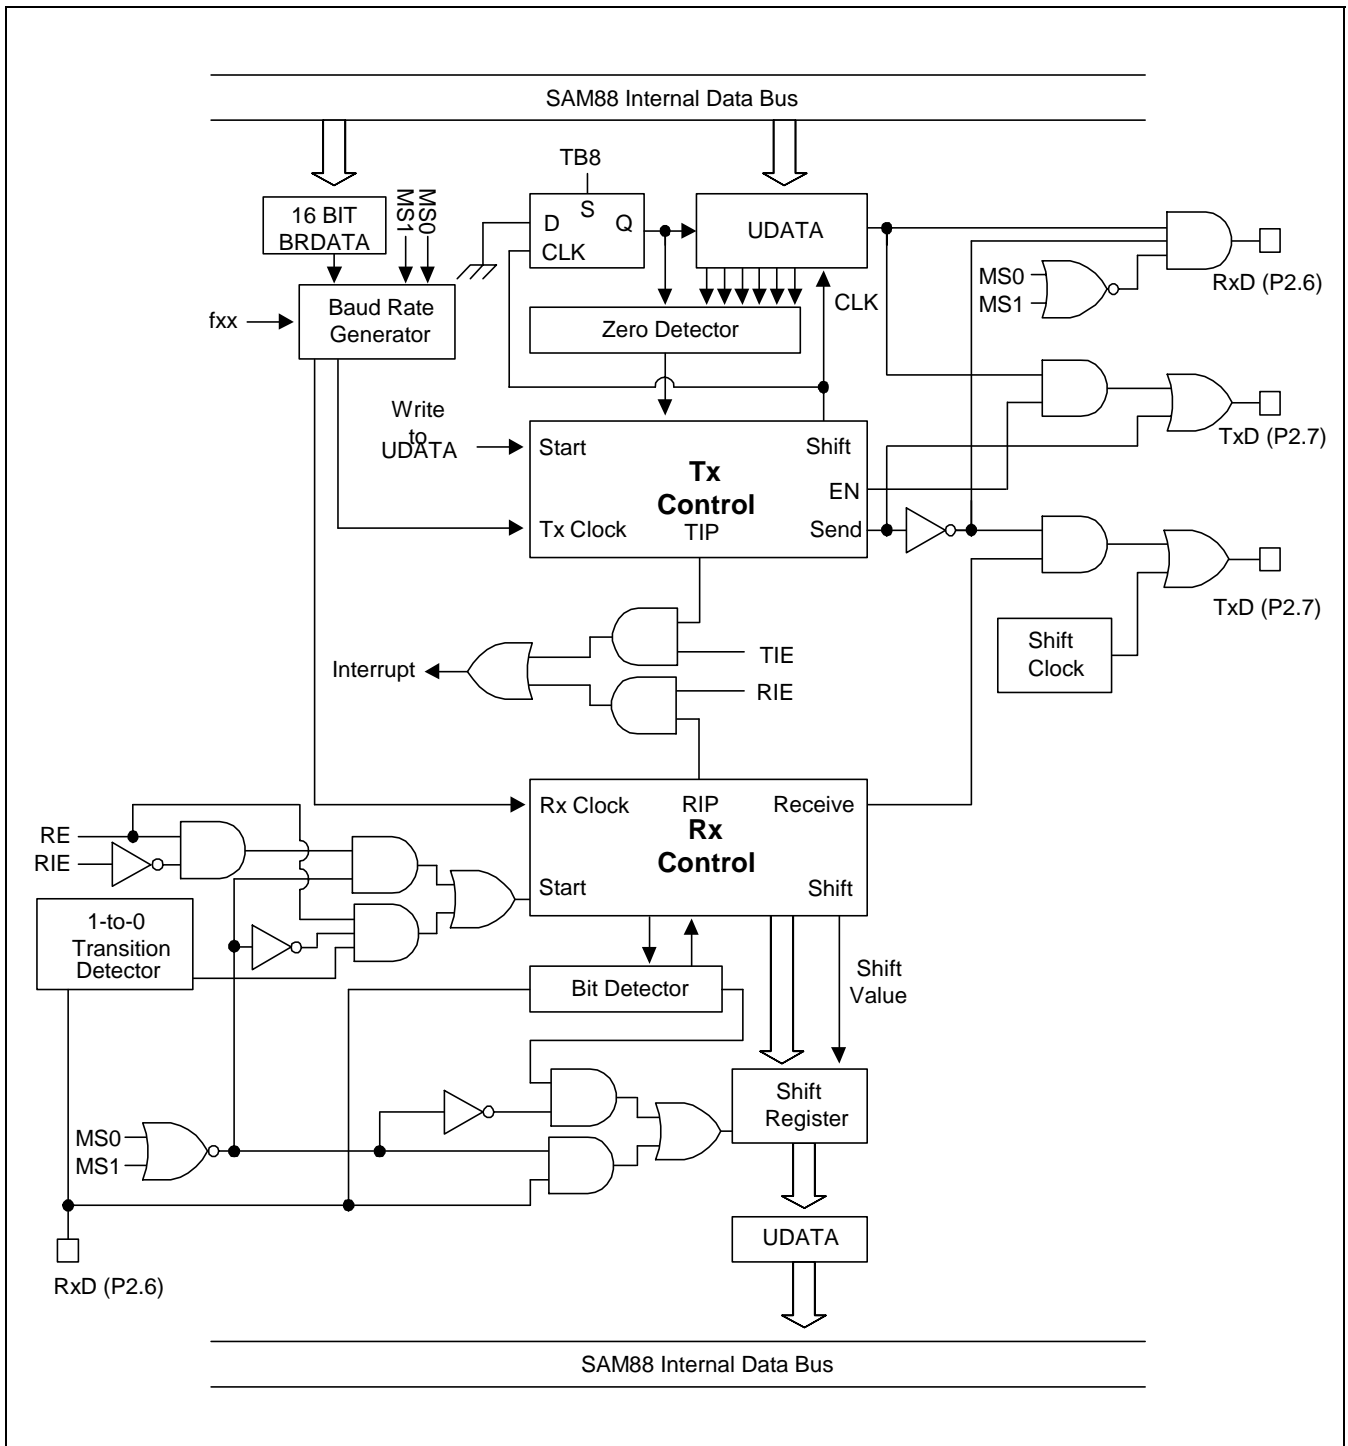 SAM88 Internal Data Bus
TB8
MS1
MS0
16 BIT
BRDATA
D
S
Q
CLK
UDATA
MS0
MS1
RxD (P2.6)
CLK
fxx
Baud Rate
Generator
Zero Detector
Write
to
UDATA
Start
Shift
Tx
Control
EN
Tx Clock
TIP
Send
TxD (P2.7)
TxD (P2.7)
Shift
Clock
Interrupt
TIE
RIE
Rx Clock
RIP
Receive
Rx
Control
Start
Shift
RE
RIE
1-to-0
Transition
Detector
Bit Detector
Shift
Value
Shift
Register
MS0
MS1
UDATA
RxD (P2.6)
SAM88 Internal Data Bus